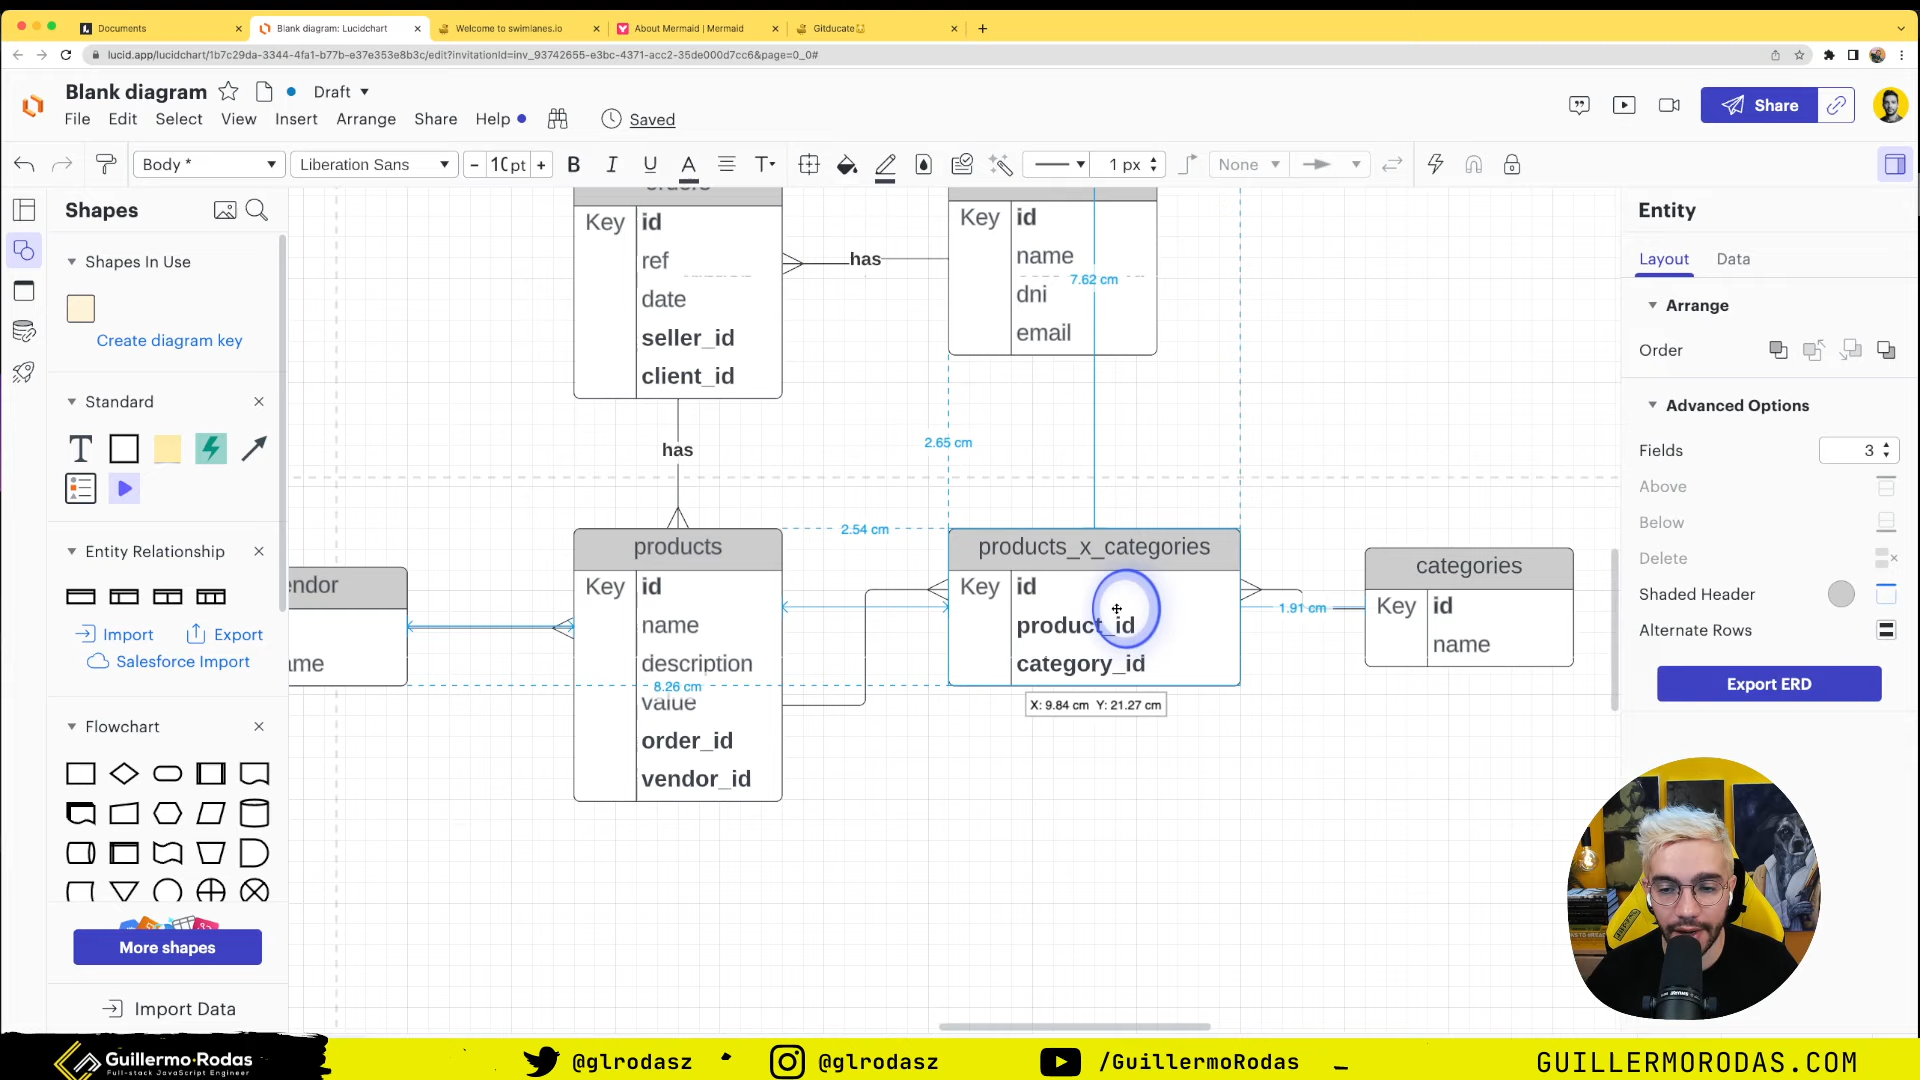 Documents
Blank diagram: Lucidchart
Welcome to swimlanes.io
About Mermaid | Mermaid
Gitducate
lucid.app/lucidchart/1b7c29da-3344-4fa1-b77b-e37e353e8b3c/edit?invitationId=inv_93742655-e3bc-4371-acc2-35de000d7cc6&page=0_0#
Blank diagram
Draft
File Edit Select View Insert Arrange Share Help
Saved
Share
Body *
Liberation Sans
10 pt
1 px
None
Shapes
Shapes In Use
Create diagram key
Standard
Entity Relationship
Import
Export
Salesforce Import
Flowchart
More shapes
Import Data
orders
Key id
ref
date
seller_id
client_id
has
Key id
name
7.62 cm
dni
email
has
2.65 cm
2.54 cm
endor
ame
products
Key id
name
description
8.26 cm
value
order_id
vendor_id
products_x_categories
Key id
product_id
category_id
X: 9.84 cm Y: 21.27 cm
1.91 cm
categories
Key id
name
Entity
Layout
Data
Arrange
Order
Advanced Options
Fields 3
Above
Below
Delete
Shaded Header
Alternate Rows
Export ERD
Guillermo·Rodas
Full-stack JavaScript Engineer
@glrodasz
@glrodasz
/GuillermoRodas
GUILLERMORODAS.COM